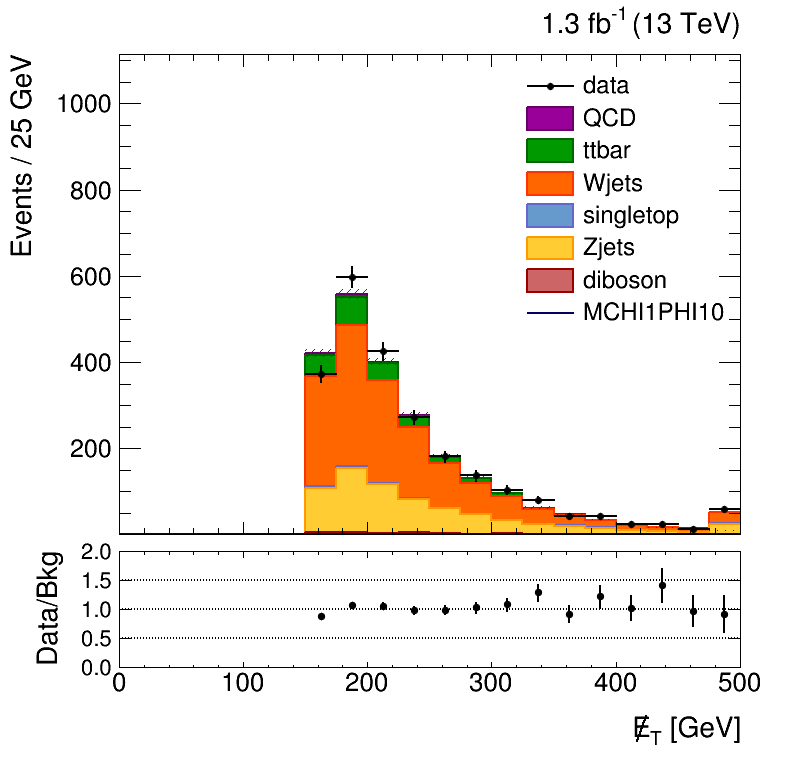 1.3 fb⁻¹ (13 TeV)
Events / 25 GeV
1000
800
600
400
200
data
QCD
ttbar
Wjets
singletop
Zjets
diboson
MCHI1PHI10
Data/Bkg
2.0
1.5
1.0
0.5
0.0
0 100 200 300 400 500
E̸T [GeV]